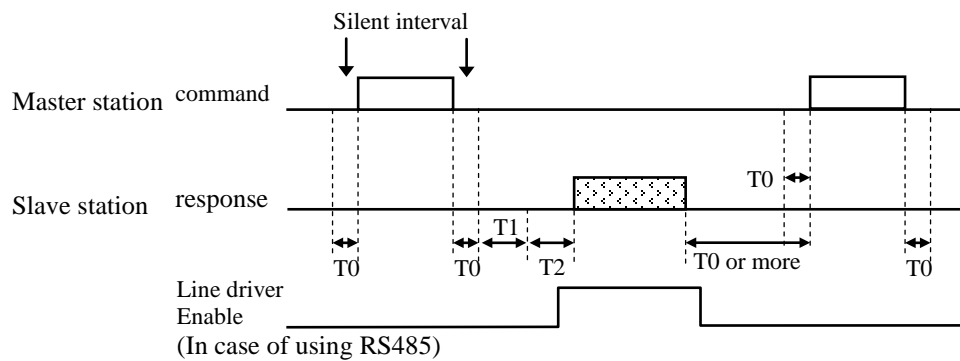 Silent interval
Master station command
T0
Slave station response
T1
T0 T0 T2 T0 or more T0
Line driver
Enable
(In case of using RS485)